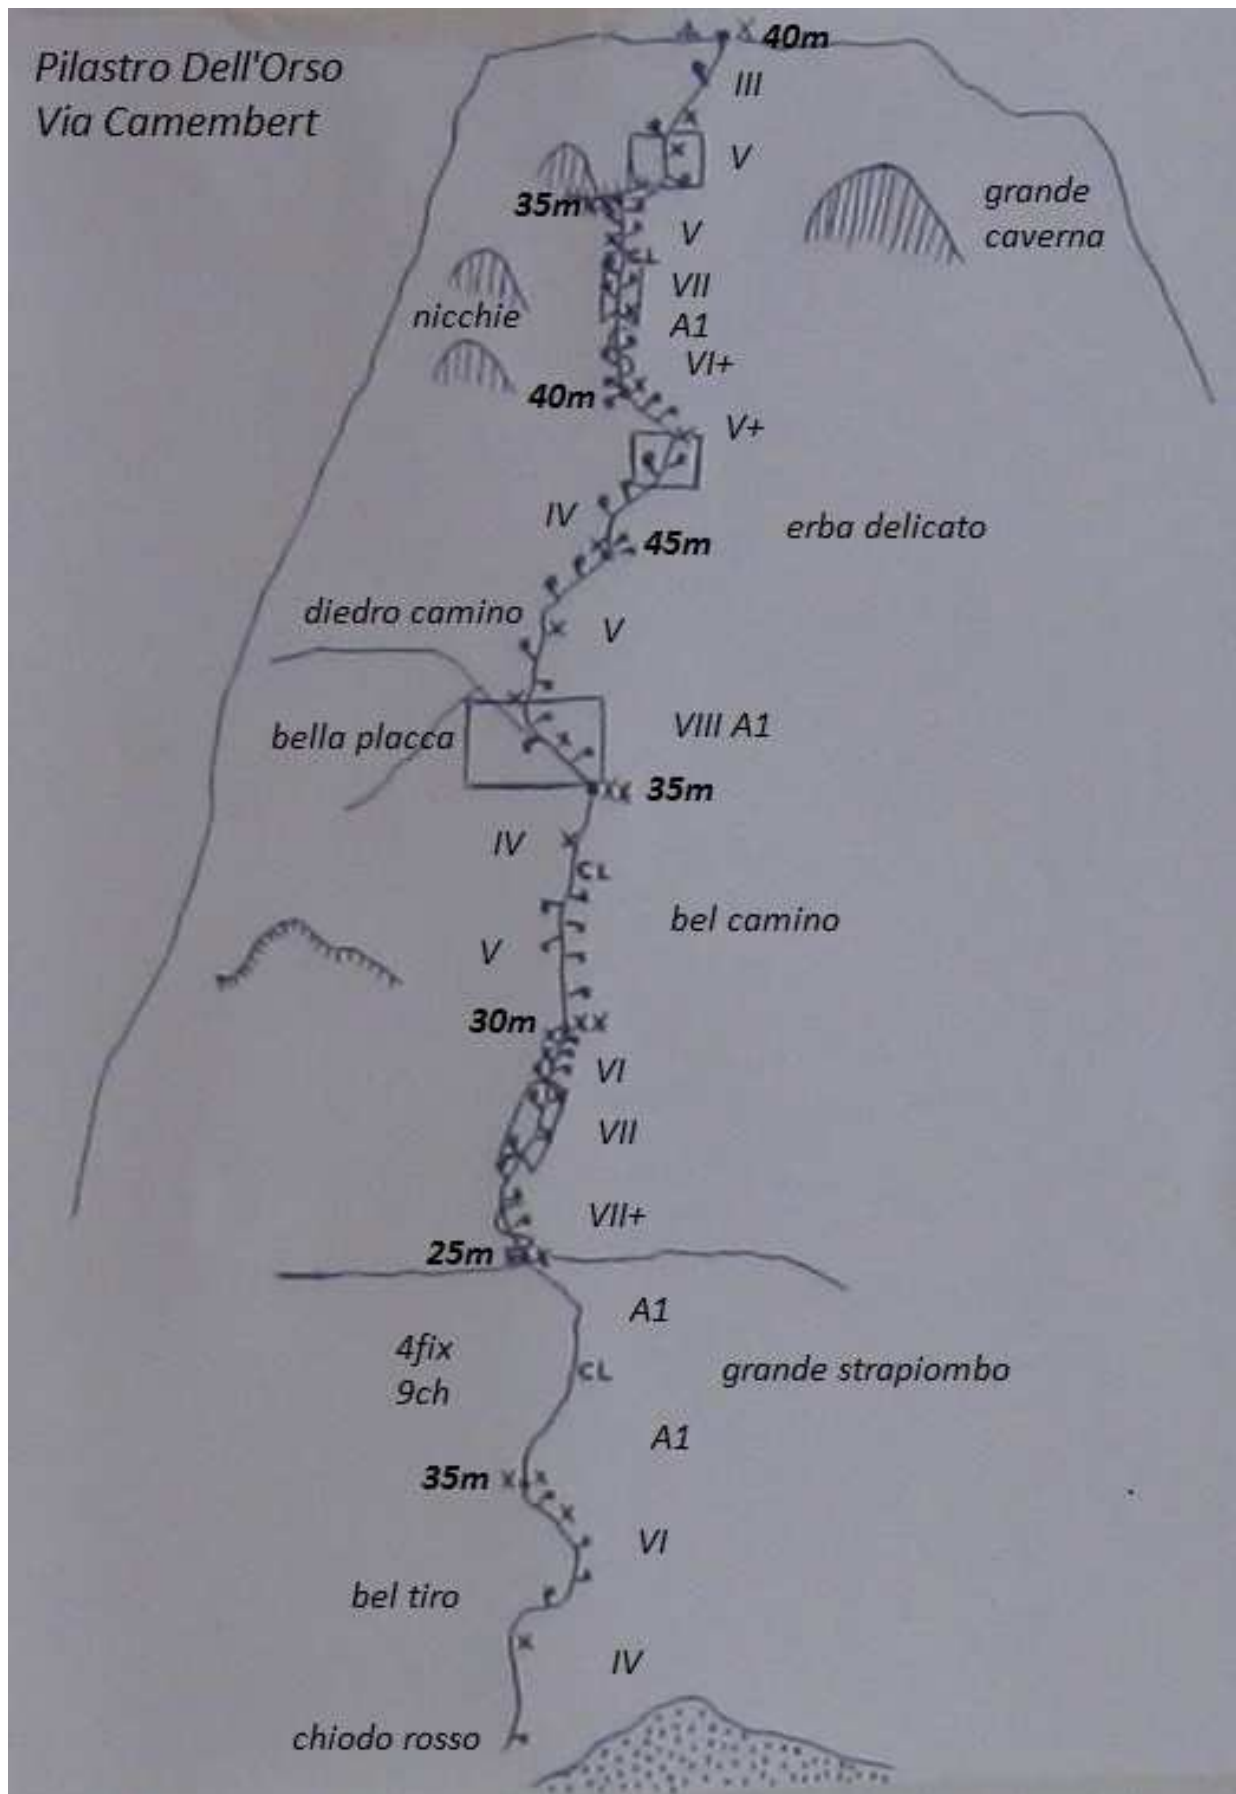 Pilastro Dell'Orso
Via Camembert
40m
III
V
grande
caverna
35m
V
CL
VII
nicchie
A1
VI+
40m
V+
IV
erba delicato
45m
diedro camino
V
bella placca
VIII A1
35m
IV
CL
bel camino
V
30m
VI
VII
VII+
25m
A1
4fix
9ch
CL
grande strapiombo
A1
35m
VI
bel tiro
IV
chiodo rosso